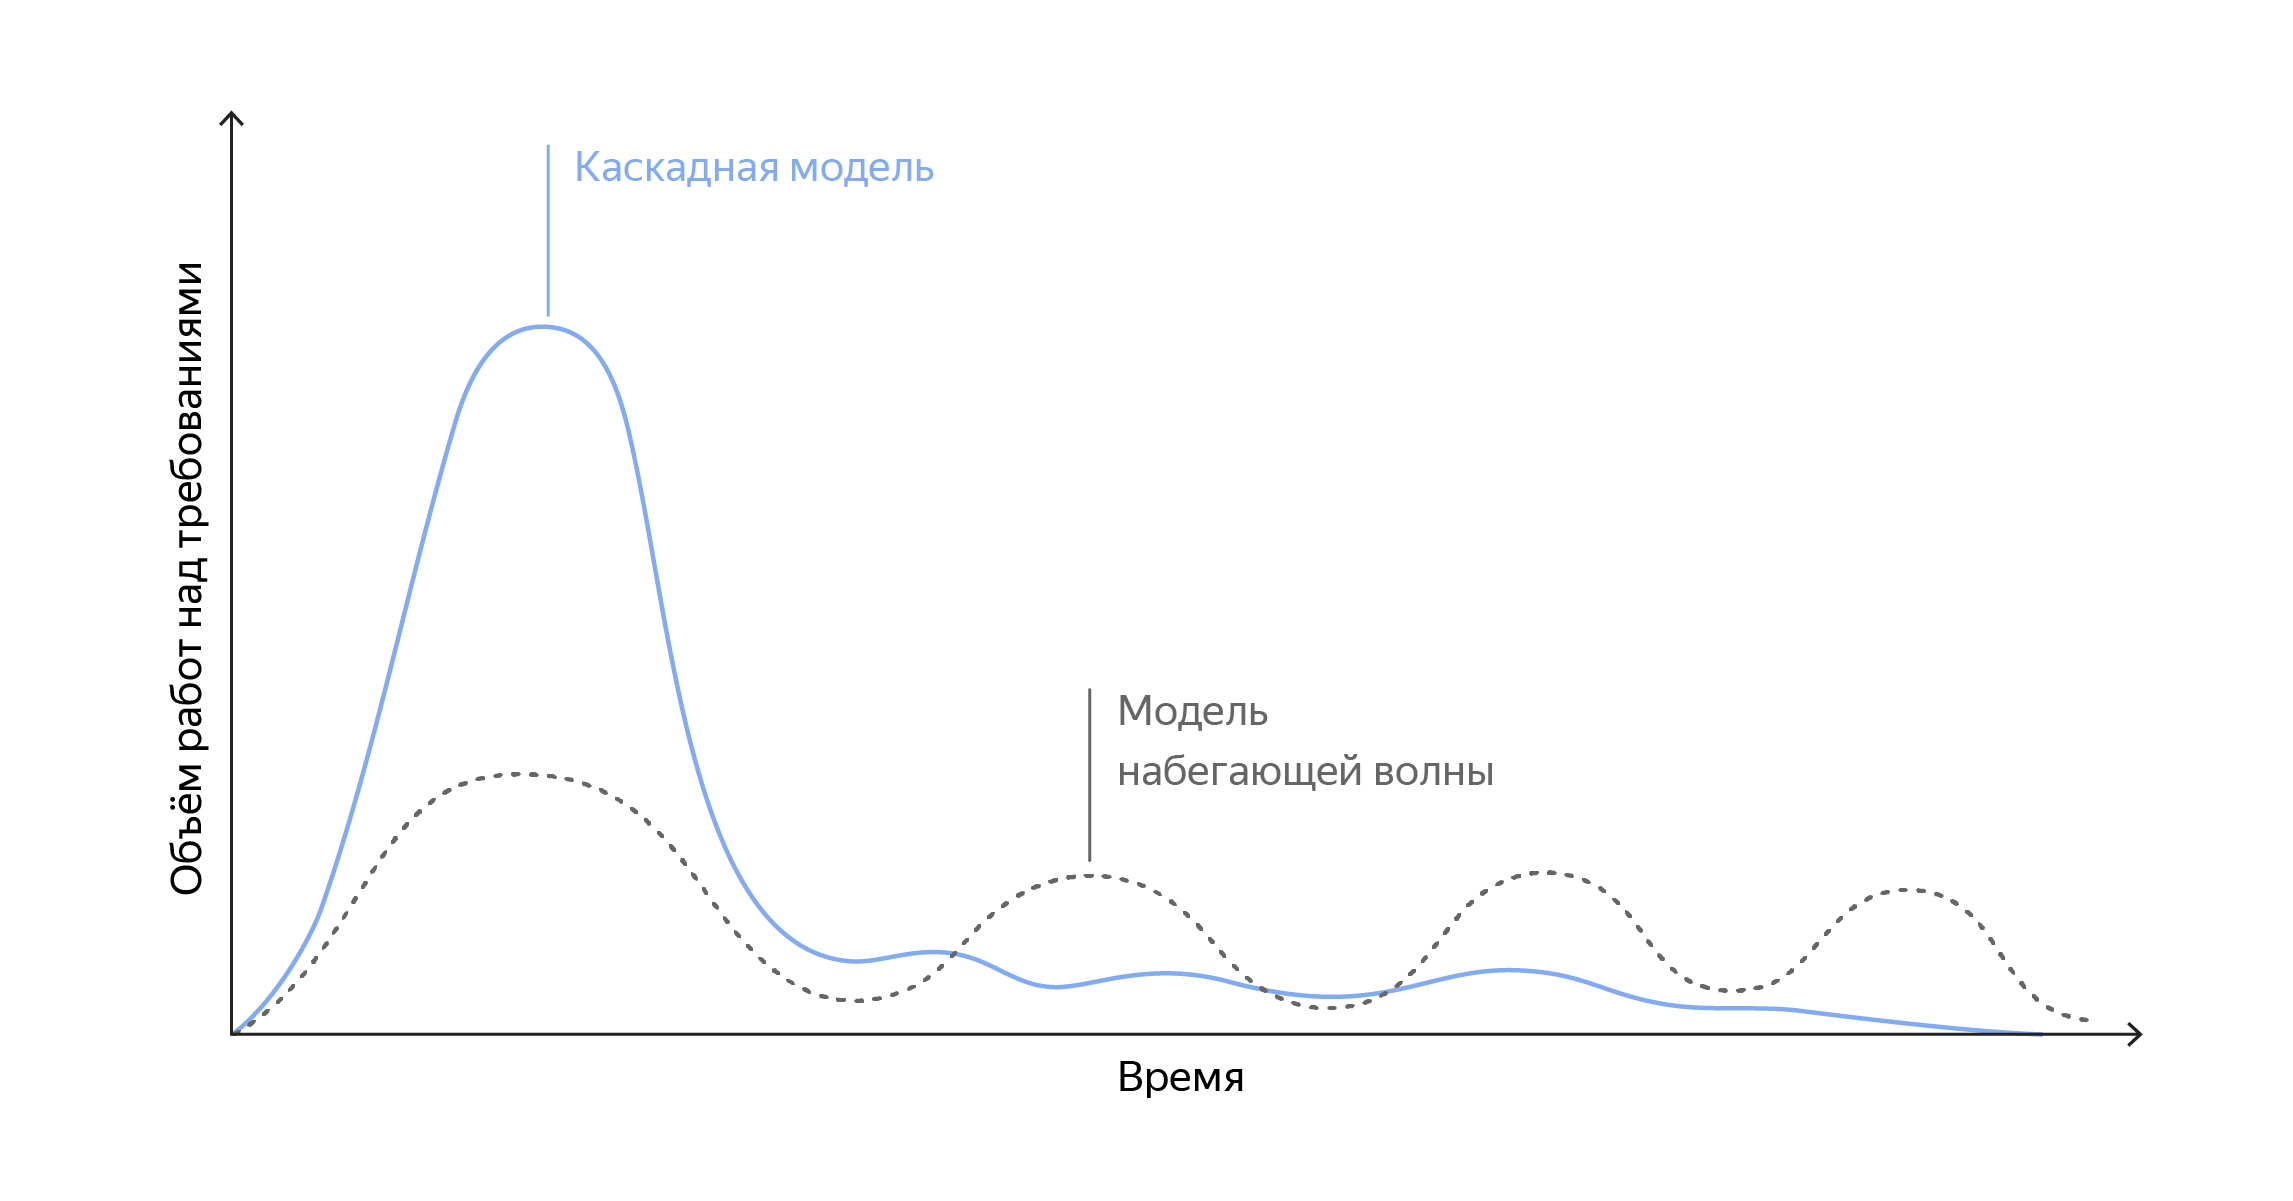 Каскадная модель
Объём работ над требованиями
Модель
набегающей волны
Время